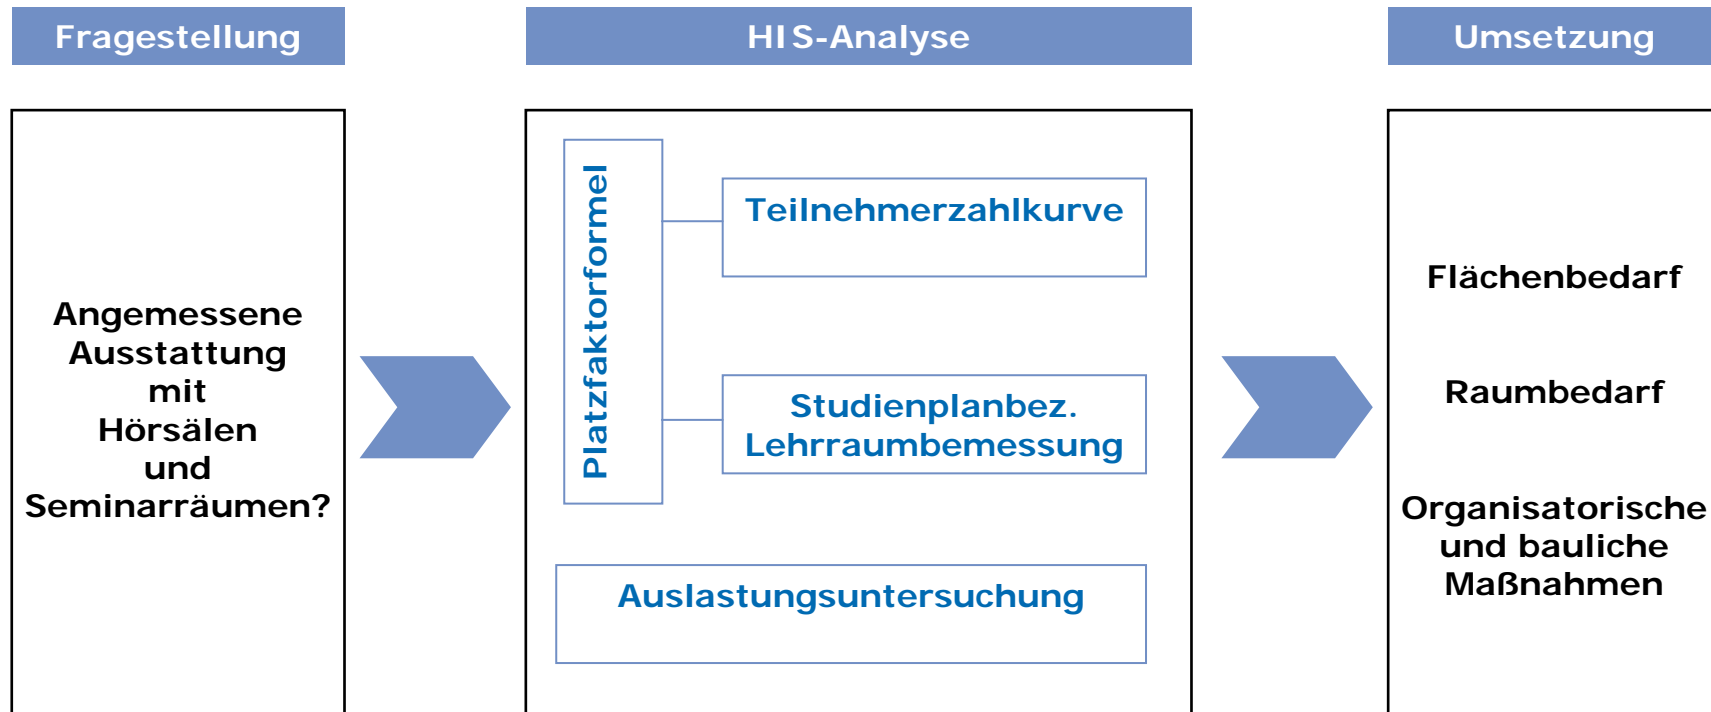 Fragestellung
HIS-Analyse
Umsetzung
Angemessene
Ausstattung
mit
Hörsälen
und
Seminarräumen?
Platzfaktorformel
Teilnehmerzahlkurve
Studienplanbez.
Lehrraumbemessung
Auslastungsuntersuchung
Flächenbedarf
Raumbedarf
Organisatorische
und bauliche
Maßnahmen